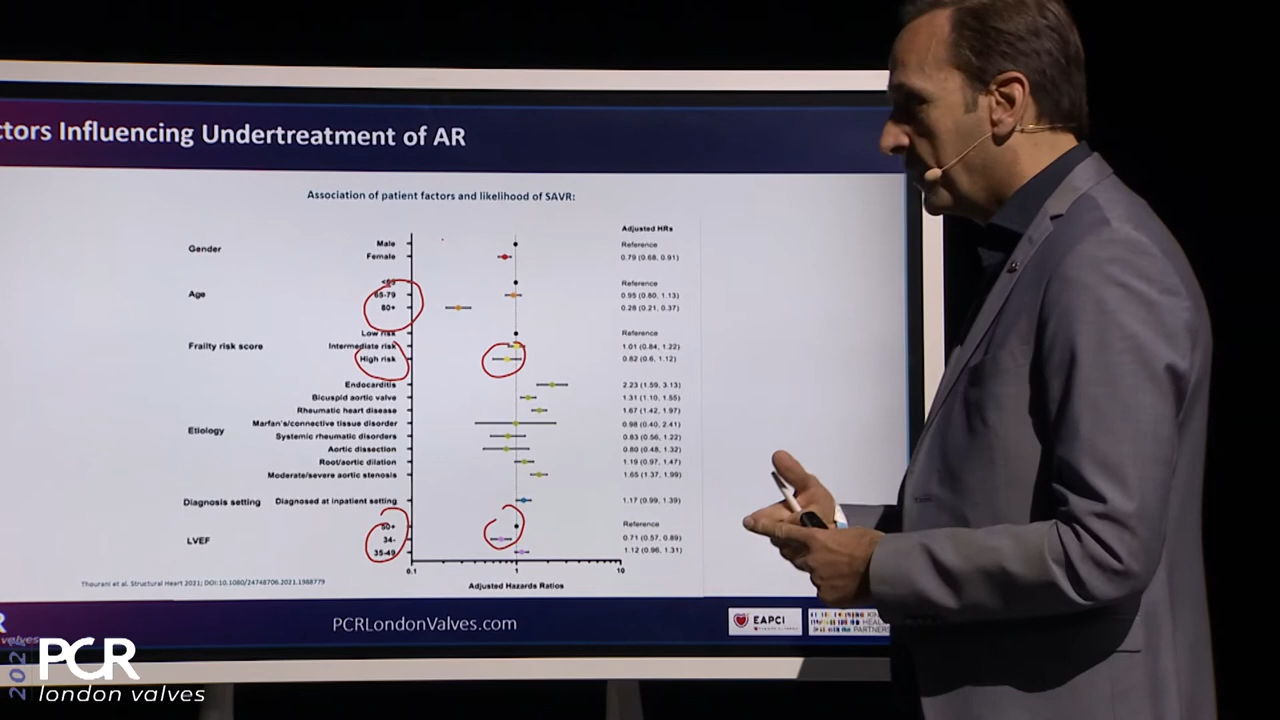 ctors Influencing Undertreatment of AR
Association of patient factors and likelihood of SAVR:
Adjusted HRs
Gender
Male Reference
Female 0.79 (0.68, 0.91)
Age
<65 Reference
65-79 0.95 (0.80, 1.13)
80+ 0.28 (0.21, 0.37)
Frailty risk score
Low risk Reference
Intermediate risk 1.01 (0.84, 1.22)
High risk 0.82 (0.6, 1.12)
Etiology
Endocarditis 2.23 (1.59, 3.13)
Bicuspid aortic valve 1.31 (1.10, 1.55)
Rheumatic heart disease 1.67 (1.42, 1.97)
Marfan's/connective tissue disorder 0.98 (0.40, 2.41)
Systemic rheumatic disorders 0.83 (0.56, 1.22)
Aortic dissection 0.80 (0.48, 1.32)
Root/aortic dilation 1.19 (0.97, 1.47)
Moderate/severe aortic stenosis 1.65 (1.37, 1.99)
Diagnosis setting Diagnosed at inpatient setting 1.17 (0.99, 1.39)
LVEF
50+ Reference
34- 0.71 (0.57, 0.89)
35-49 1.12 (0.96, 1.31)
0.1 1 10
Adjusted Hazards Ratios
Thourani et al. Structural Heart 2021; DOI:10.1080/24748706.2021.1988779
PCRLondonValves.com
EAPCI
HEAL
PARTNERS
R
valves
2021
PCR
london valves